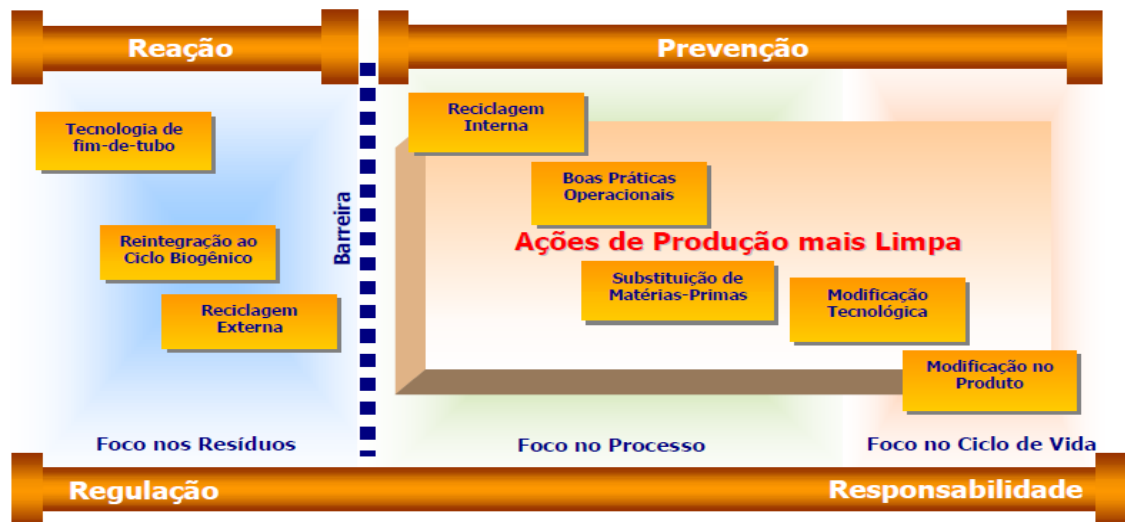 Reação
Prevenção
Tecnologia de
fim-de-tubo
Reintegração ao
Ciclo Biogênico
Reciclagem
Externa
Barreira
Reciclagem
Interna
Boas Práticas
Operacionais
Ações de Produção mais Limpa
Substituição de
Matérias-Primas
Modificação
Tecnológica
Modificação no
Produto
Foco nos Resíduos
Foco no Processo
Foco no Ciclo de Vida
Regulação
Responsabilidade